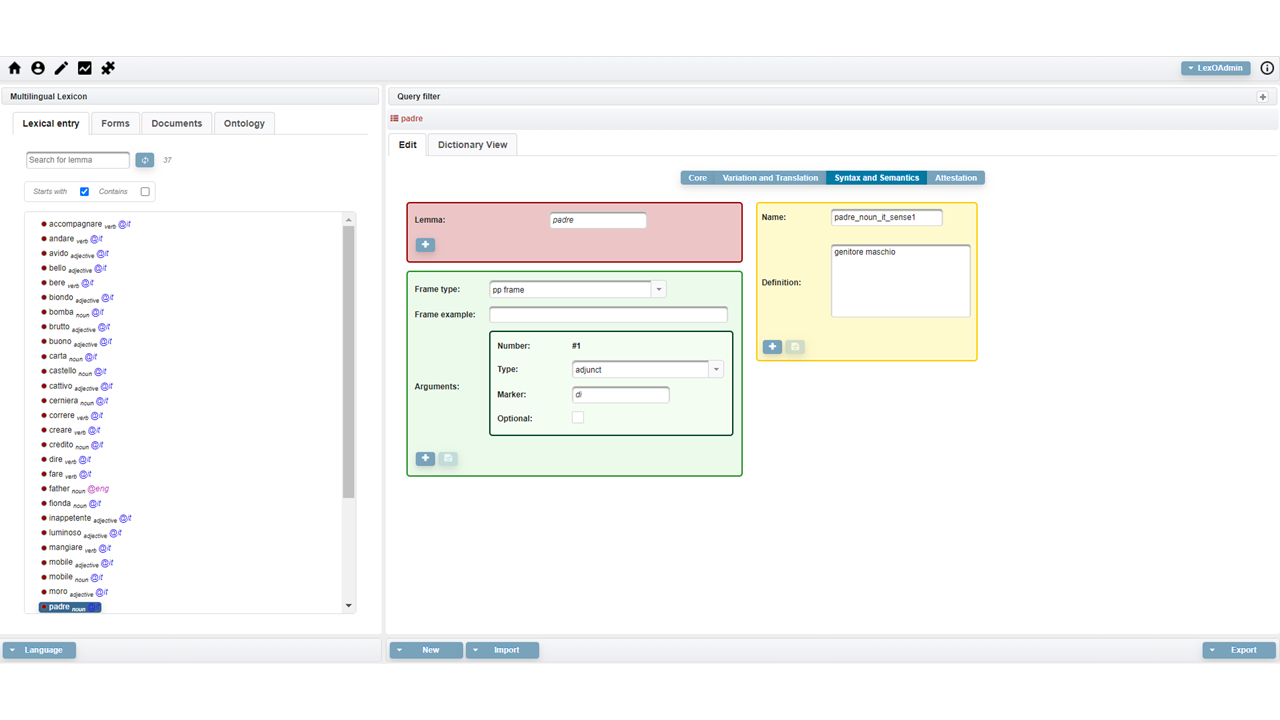 LexOAdmin
Multilingual Lexicon
Lexical entry Forms Documents Ontology
Search for lemma 37
Starts with Contains
accompagnare verb @it
andare verb @it
avido adjective @it
bello adjective @it
bere verb @it
biondo adjective @it
bomba noun @it
brutto adjective @it
buono adjective @it
carta noun @it
castello noun @it
cattivo adjective @it
cerniera noun @it
correre verb @it
creare verb @it
credito noun @it
dire verb @it
fare verb @it
father noun @eng
fionda noun @it
inappetente adjective @it
luminoso adjective @it
mangiare verb @it
mobile adjective @it
mobile noun @it
moro adjective @it
padre noun @it
Language
Query filter
padre
Edit Dictionary View
Core Variation and Translation Syntax and Semantics Attestation
Lemma: padre
Frame type: pp frame
Frame example:
Arguments:
Number: #1
Type: adjunct
Marker: di
Optional:
Name: padre_noun_it_sense1
Definition: genitore maschio
New Import Export